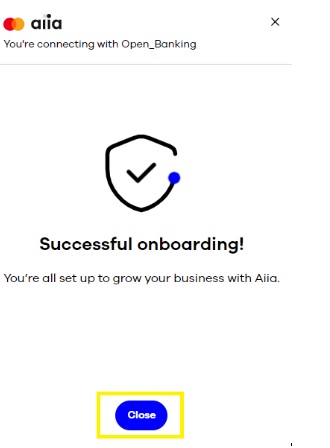 aiia
You're connecting with Open_Banking
Successful onboarding!
You're all set up to grow your business with Aiia.
Close